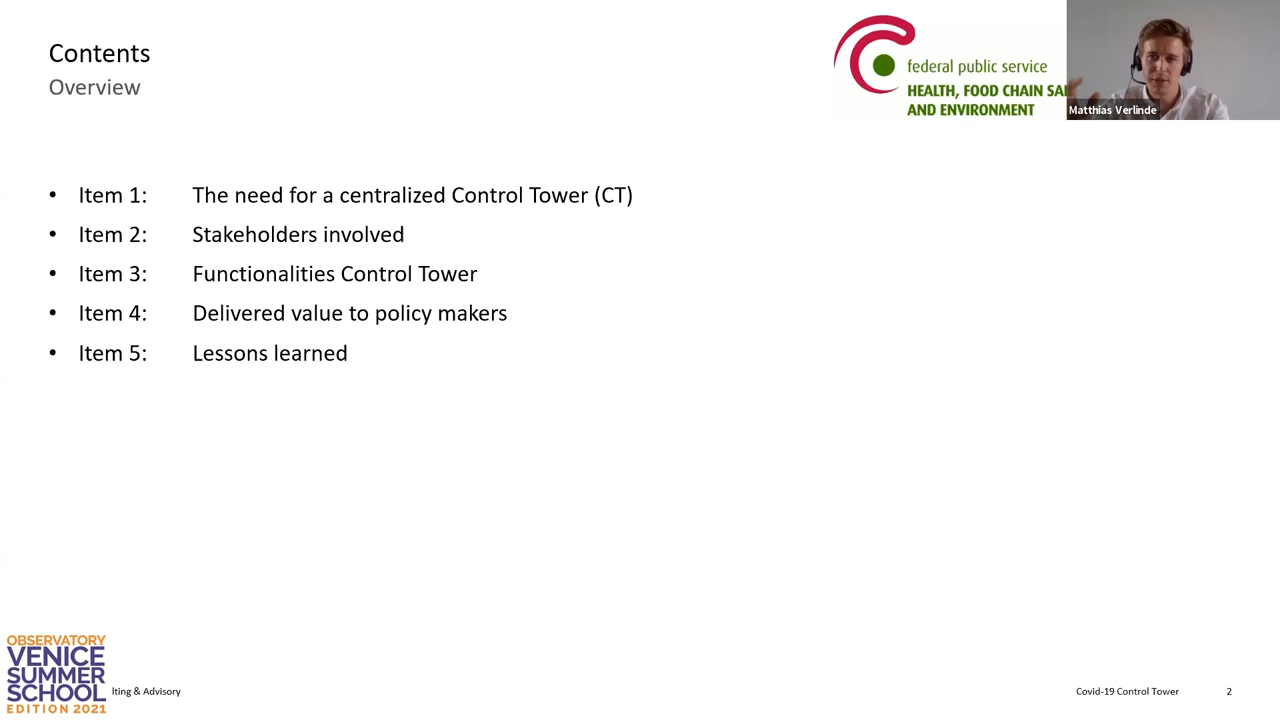 Contents
Overview
federal public service
HEALTH, FOOD CHAIN SA
AND ENVIRONMENT
Matthias Verlinde
• Item 1: The need for a centralized Control Tower (CT)
• Item 2: Stakeholders involved
• Item 3: Functionalities Control Tower
• Item 4: Delivered value to policy makers
• Item 5: Lessons learned
OBSERVATORY
VENICE
SUMMER
SCHOOL
EDITION 2021
lting & Advisory
Covid-19 Control Tower 2